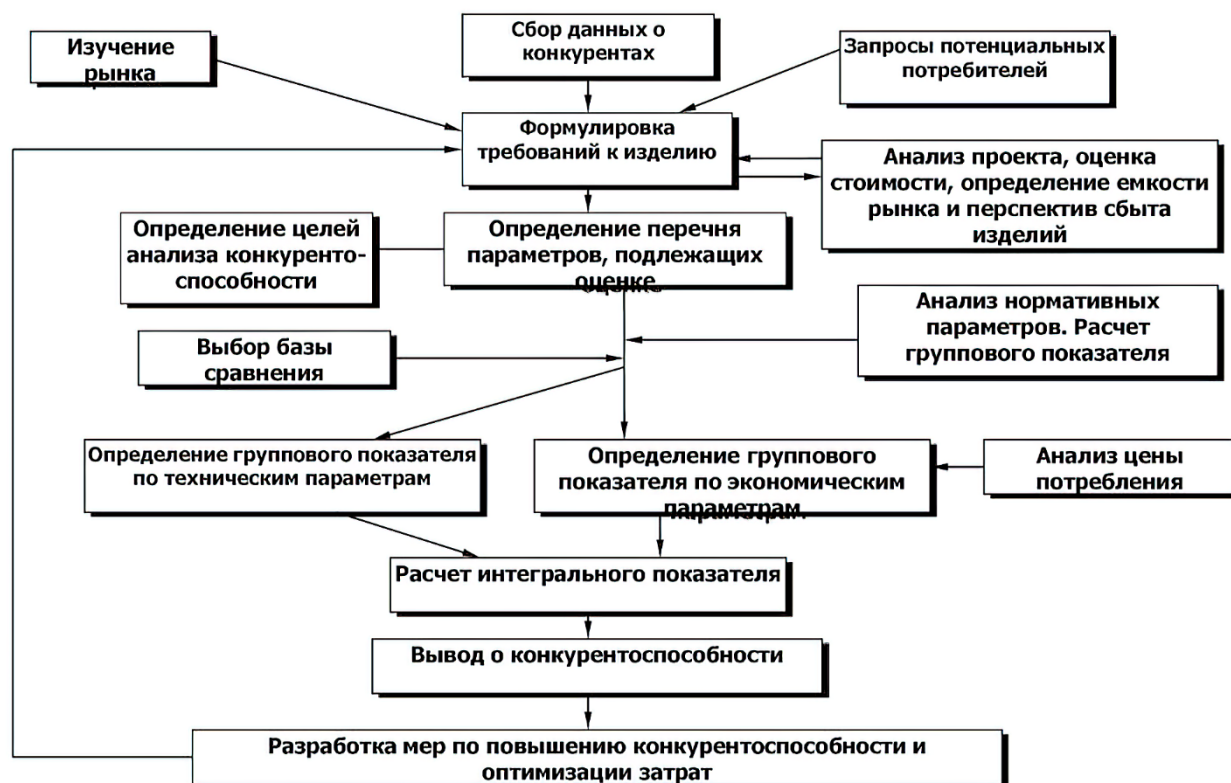 Изучение
рынка
Сбор данных о
конкурентах
Запросы потенциальных
потребителей
Формулировка
требований к изделию
Анализ проекта, оценка
стоимости, определение емкости
рынка и перспектив сбыта
изделий
Определение целей
анализа конкуренто-
способности
Определение перечня
параметров, подлежащих
оценке.
Анализ нормативных
параметров. Расчет
группового показателя
Выбор базы
сравнения
Определение группового показателя
по техническим параметрам
Определение группового
показателя по экономическим
параметрам.
Анализ цены
потребления
Расчет интегрального показателя
Вывод о конкурентоспособности
Разработка мер по повышению конкурентоспособности и
оптимизации затрат